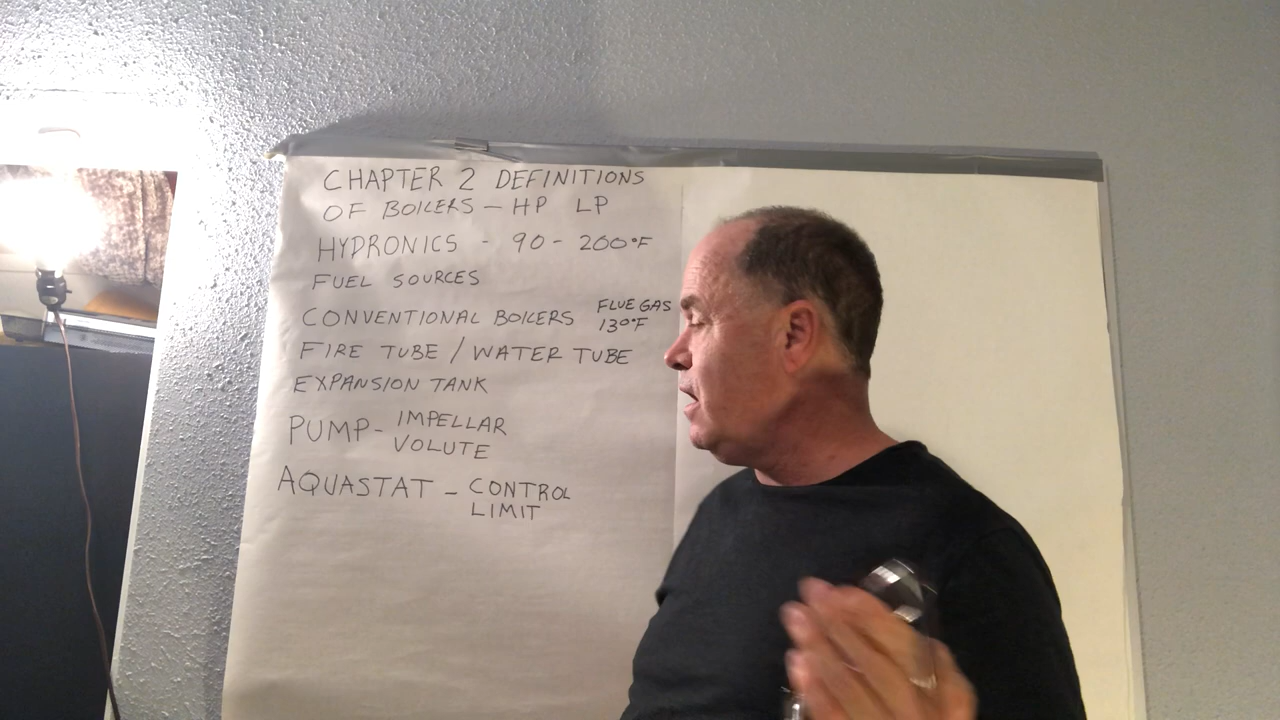 CHAPTER 2 DEFINITIONS
OF BOILERS - HP LP
HYDRONICS - 90 - 200°F
FUEL SOURCES
CONVENTIONAL BOILERS FLUE GAS
130°F
FIRE TUBE / WATER TUBE
EXPANSION TANK
PUMP - IMPELLAR
VOLUTE
AQUASTAT - CONTROL
LIMIT